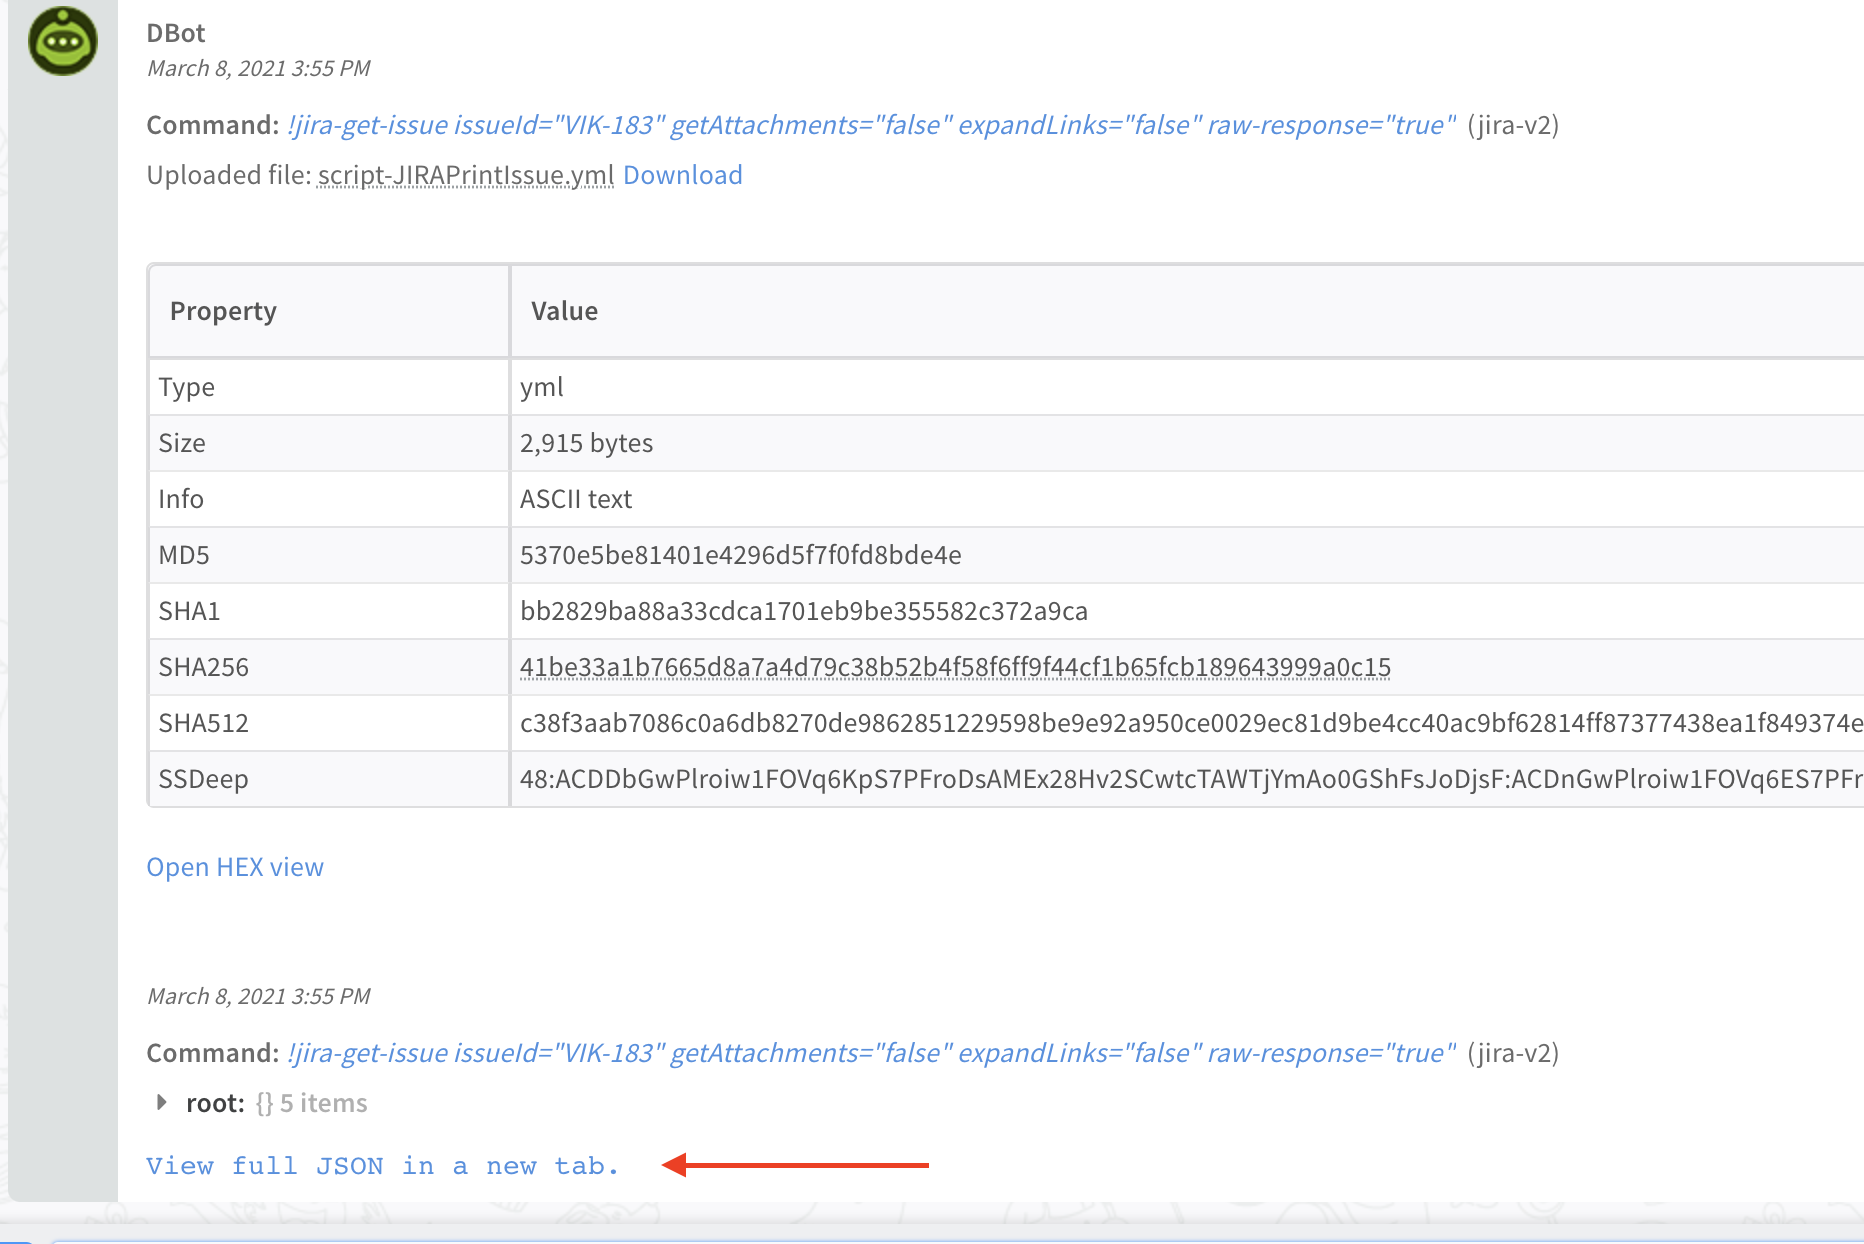 DBot
March 8, 2021 3:55 PM
Command: !jira-get-issue issueId="VIK-183" getAttachments="false" expandLinks="false" raw-response="true" (jira-v2)
Uploaded file: script-JIRAPrintIssue.yml Download
Property Value
Type yml
Size 2,915 bytes
Info ASCII text
MD5 5370e5be81401e4296d5f7f0fd8bde4e
SHA1 bb2829ba88a33cdca1701eb9be355582c372a9ca
SHA256 41be33a1b7665d8a7a4d79c38b52b4f58f6ff9f44cf1b65fcb189643999a0c15
SHA512 c38f3aab7086c0a6db8270de9862851229598be9e92a950ce0029ec81d9be4cc40ac9bf62814ff87377438ea1f849374e
SSDeep 48:ACDDbGwPlroiw1FOVq6KpS7PFroDsAMEx28Hv2SCwtcTAWTjYmAo0GShFsJoDjsF:ACDnGwPlroiw1FOVq6ES7PFr
Open HEX view
March 8, 2021 3:55 PM
Command: !jira-get-issue issueId="VIK-183" getAttachments="false" expandLinks="false" raw-response="true" (jira-v2)
root: {} 5 items
View full JSON in a new tab.